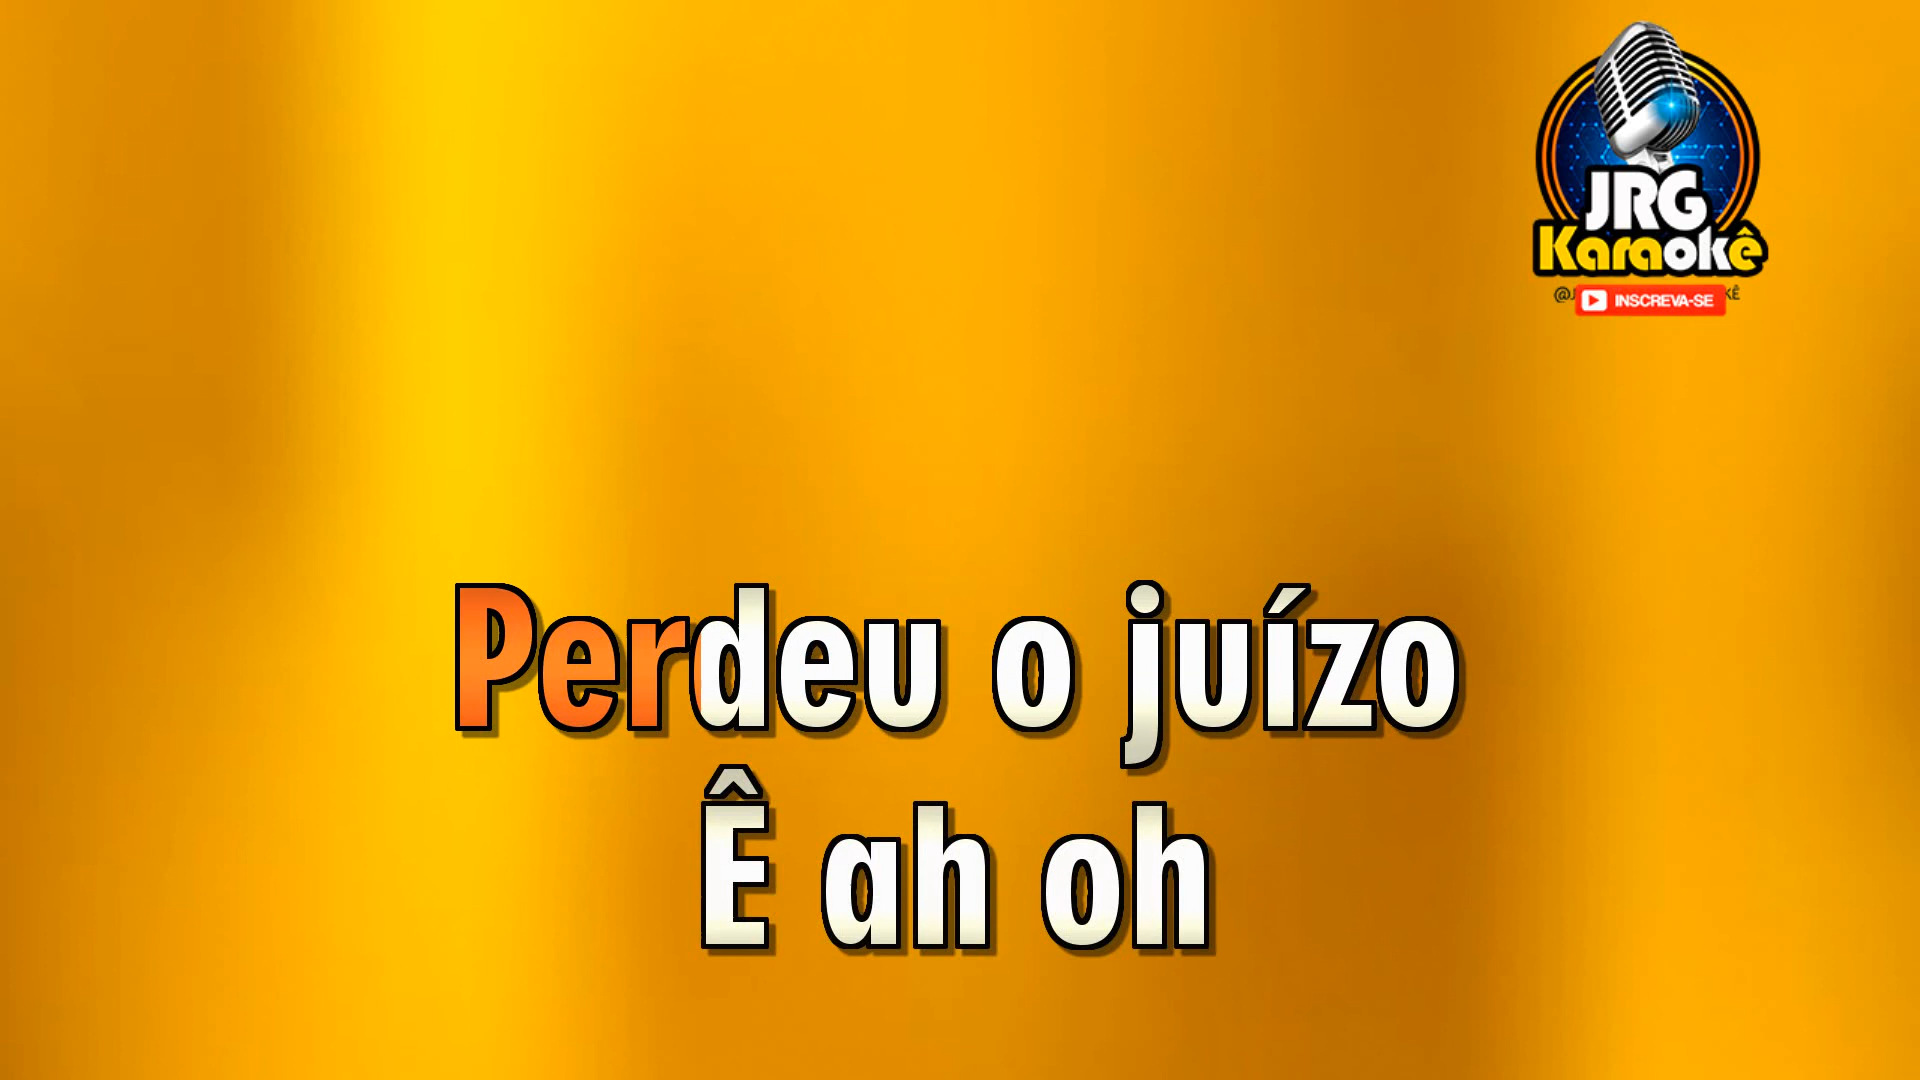 JRG
Karaokê
INSCREVA-SE
Perdeu o juízo
Ê ah oh